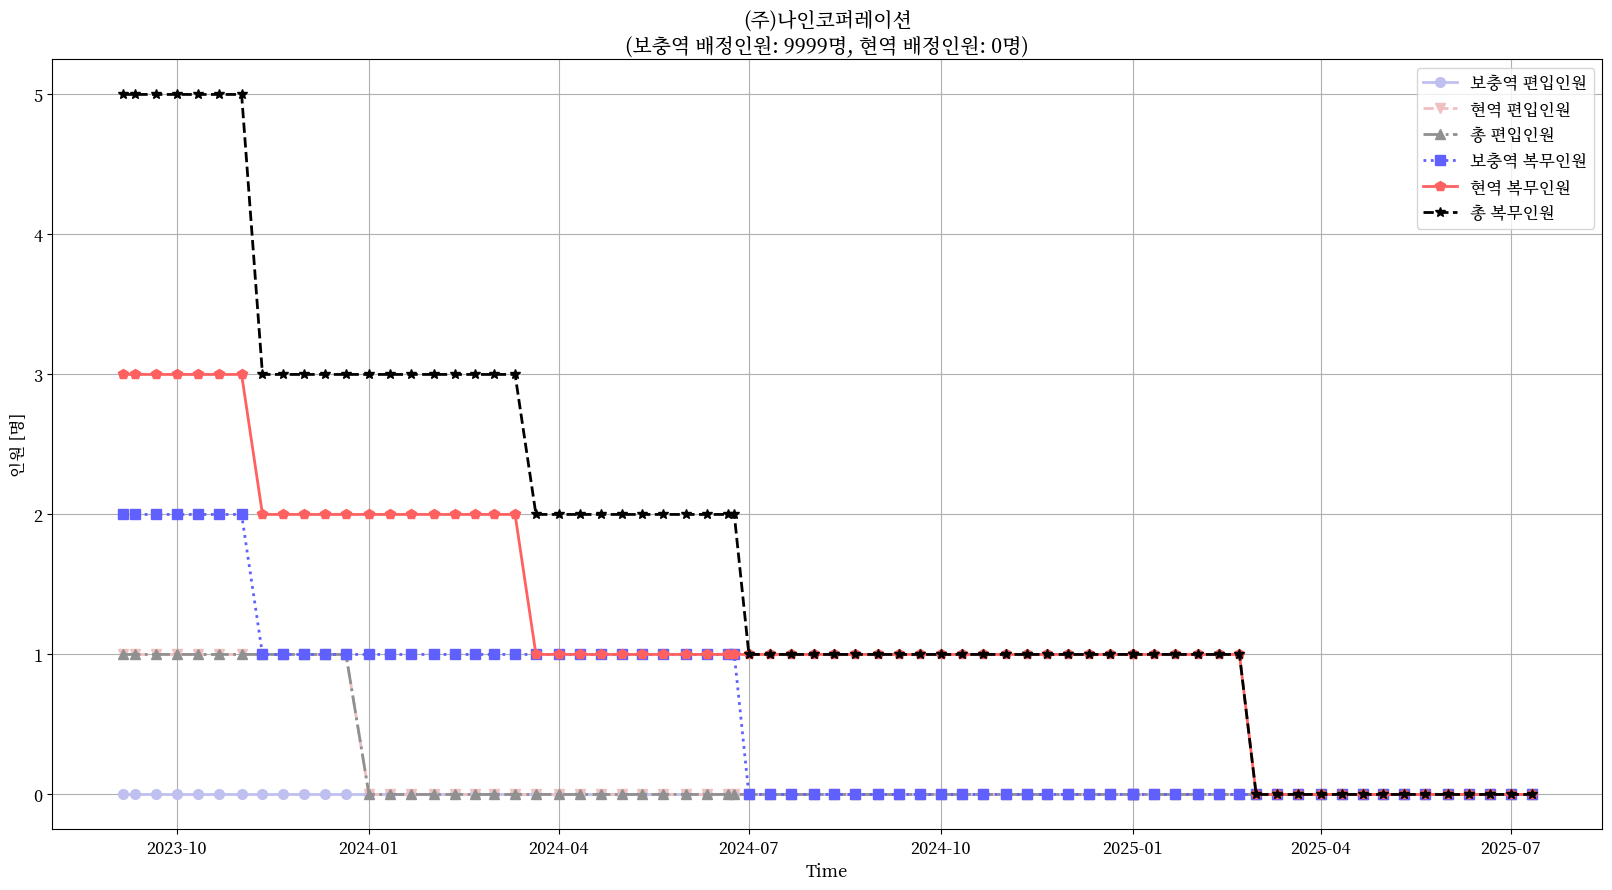 (주)나인코퍼레이션
(보충역 배정인원: 9999명, 현역 배정인원: 0명)
보충역 편입인원
현역 편입인원
총 편입인원
보충역 복무인원
현역 복무인원
총 복무인원
인원 [명]
5
4
3
2
1
0
2023-10
2024-01
2024-04
2024-07
2024-10
2025-01
2025-04
2025-07
Time